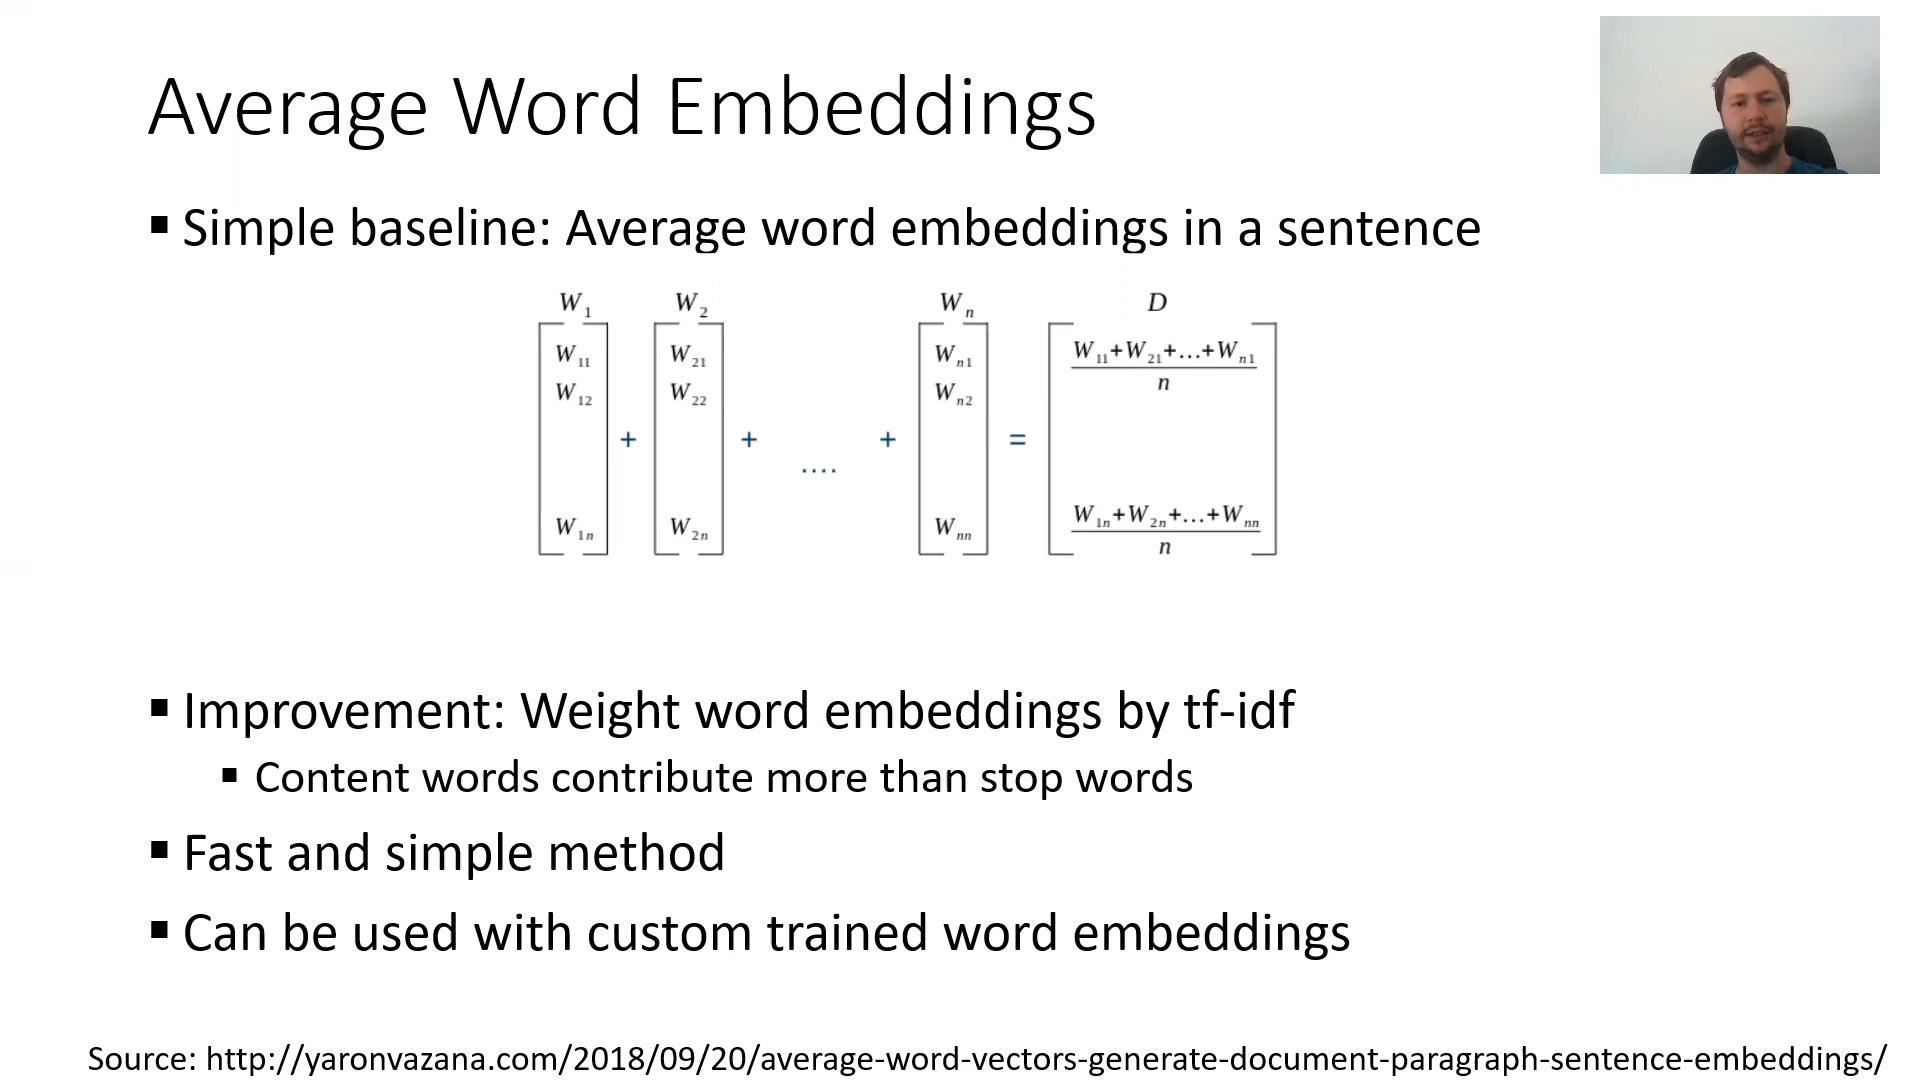 Average Word Embeddings
▪ Simple baseline: Average word embeddings in a sentence
W1 W2 Wn D
W11 W21 Wn1 W11+W21+...+Wn1
n
W12 W22 Wn2
+ + .... + =
W1n W2n Wnn W1n+W2n+...+Wnn
n
▪ Improvement: Weight word embeddings by tf-idf
▪ Content words contribute more than stop words
▪ Fast and simple method
▪ Can be used with custom trained word embeddings
Source: http://yaronvazana.com/2018/09/20/average-word-vectors-generate-document-paragraph-sentence-embeddings/